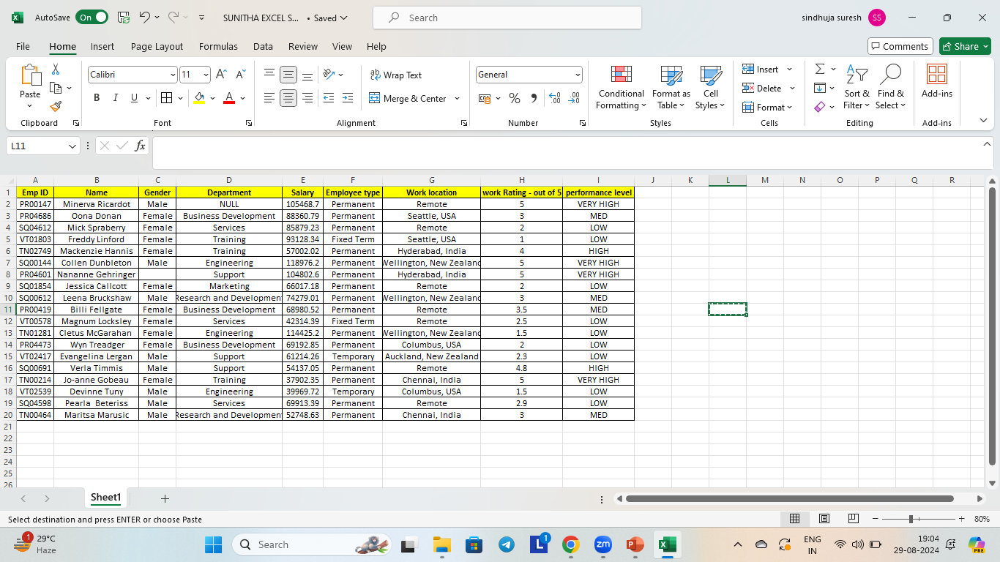 AutoSave On SUNITHA EXCEL S... • Saved Search sindhuja suresh SS
File Home Insert Page Layout Formulas Data Review View Help Comments Share
Paste Calibri 11 A A Wrap Text General Conditional Formatting Format as Table Cell Styles Insert Delete Format Sort & Filter Find & Select Add-ins
B I U A Merge & Center % 9
Clipboard Font Alignment Number Styles Cells Editing Add-ins
L11 fx
A B C D E F G H I J K L M N O P Q R
1 Emp ID Name Gender Department Salary Employee type Work location work Rating - out of 5 performance level
2 PR00147 Minerva Ricardot Male NULL 105468.7 Permanent Remote 5 VERY HIGH
3 PR04686 Oona Donan Female Business Development 88360.79 Permanent Seattle, USA 3 MED
4 SQ04612 Mick Spraberry Female Services 85879.23 Permanent Remote 2 LOW
5 VT01803 Freddy Linford Female Training 93128.34 Fixed Term Seattle, USA 1 LOW
6 TN02749 Mackenzie Hannis Female Training 57002.02 Permanent Hyderabad, India 4 HIGH
7 SQ00144 Collen Dunbleton Male Engineering 118976.2 Permanent Wellington, New Zealand 5 VERY HIGH
8 PR04601 Nananne Gehringer Support 104802.6 Permanent Hyderabad, India 5 VERY HIGH
9 SQ01854 Jessica Callcott Female Marketing 66017.18 Permanent Remote 2 LOW
10 SQ00612 Leena Bruckshaw Male Research and Development 74279.01 Permanent Wellington, New Zealand 3 MED
11 PR00419 Billi Fellgate Female Business Development 68980.52 Permanent Remote 3.5 MED
12 VT00578 Magnum Locksley Female Services 42314.39 Fixed Term Remote 2.5 LOW
13 TN01281 Cletus McGarahan Female Engineering 114425.2 Permanent Wellington, New Zealand 1.5 LOW
14 PR04473 Wyn Treadger Female Business Development 69192.85 Permanent Columbus, USA 2 LOW
15 VT02417 Evangelina Lergan Male Support 61214.26 Temporary Auckland, New Zealand 2.3 LOW
16 SQ00691 Verla Timmis Male Support 54137.05 Permanent Remote 4.8 HIGH
17 TN00214 Jo-anne Gobeau Female Training 37902.35 Permanent Chennai, India 5 VERY HIGH
18 VT02539 Devinne Tuny Male Engineering 39969.72 Temporary Columbus, USA 1.5 LOW
19 SQ04598 Pearla Beteriss Male Services 69913.39 Permanent Remote 2.9 LOW
20 TN00464 Maritsa Marusic Male Research and Development 52748.63 Permanent Chennai, India 3 MED
21
22
23
24
25
26
Sheet1
Select destination and press ENTER or choose Paste 80%
1 29°C Search L 1 zm ENG 19:04
Haze IN 29-08-2024 PRE